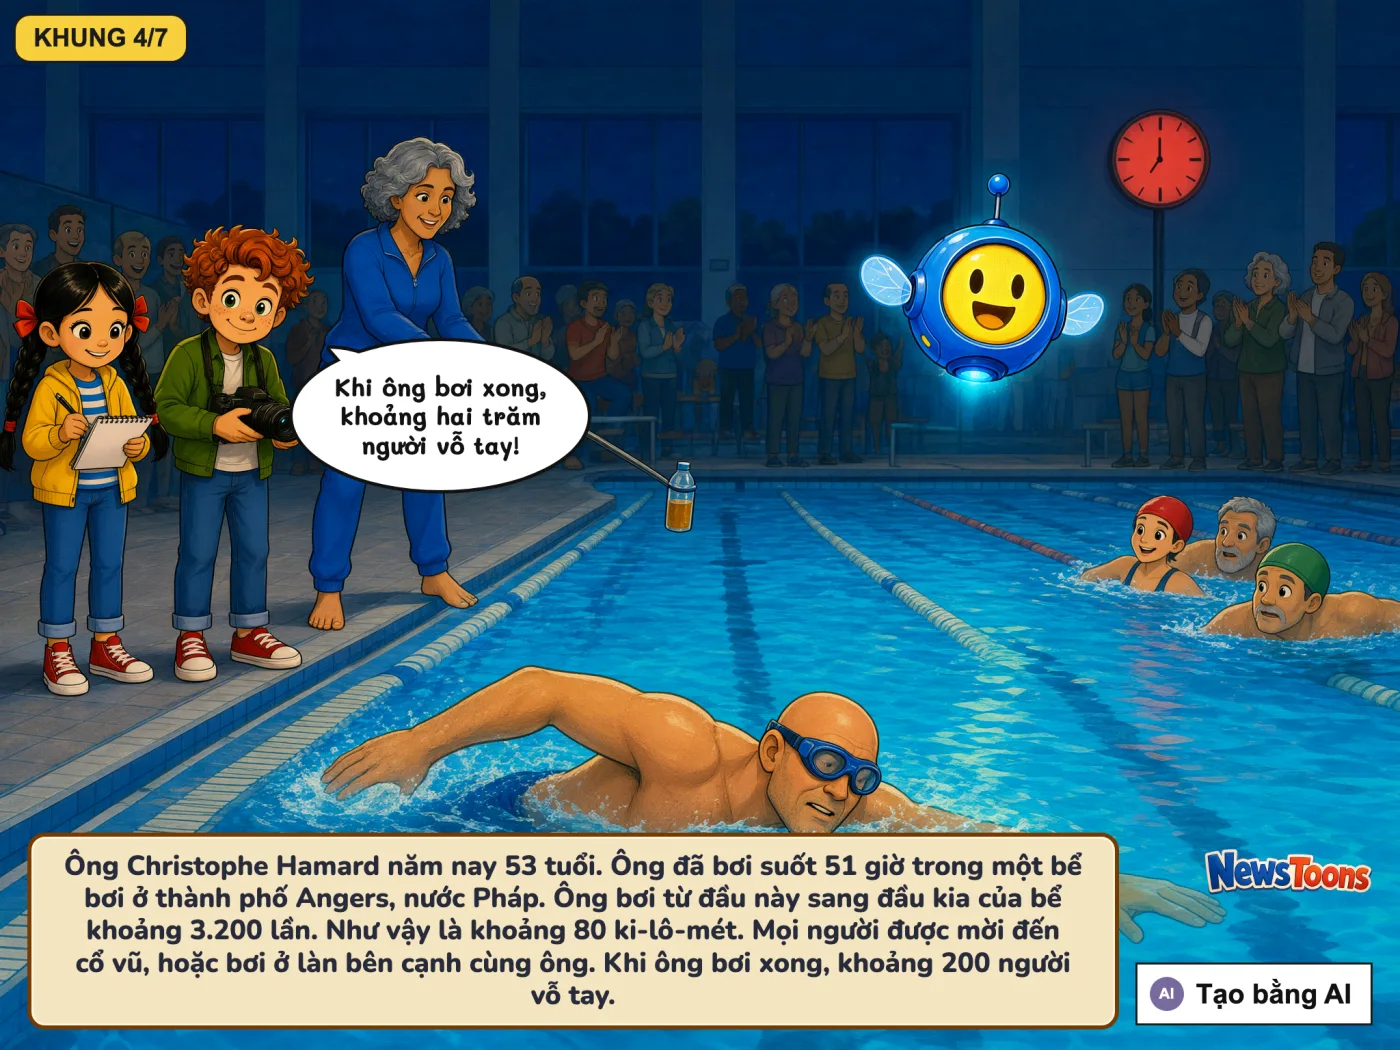 KHUNG 4/7
Khi ông bơi xong,
khoảng hai trăm
người vỗ tay!
Ông Christophe Hamard năm nay 53 tuổi. Ông đã bơi suốt 51 giờ trong một bể
bơi ở thành phố Angers, nước Pháp. Ông bơi từ đầu này sang đầu kia của bể
khoảng 3.200 lần. Như vậy là khoảng 80 ki-lô-mét. Mọi người được mời đến
cổ vũ, hoặc bơi ở làn bên cạnh cùng ông. Khi ông bơi xong, khoảng 200 người
vỗ tay.
NewsToons
AI Tạo bằng AI